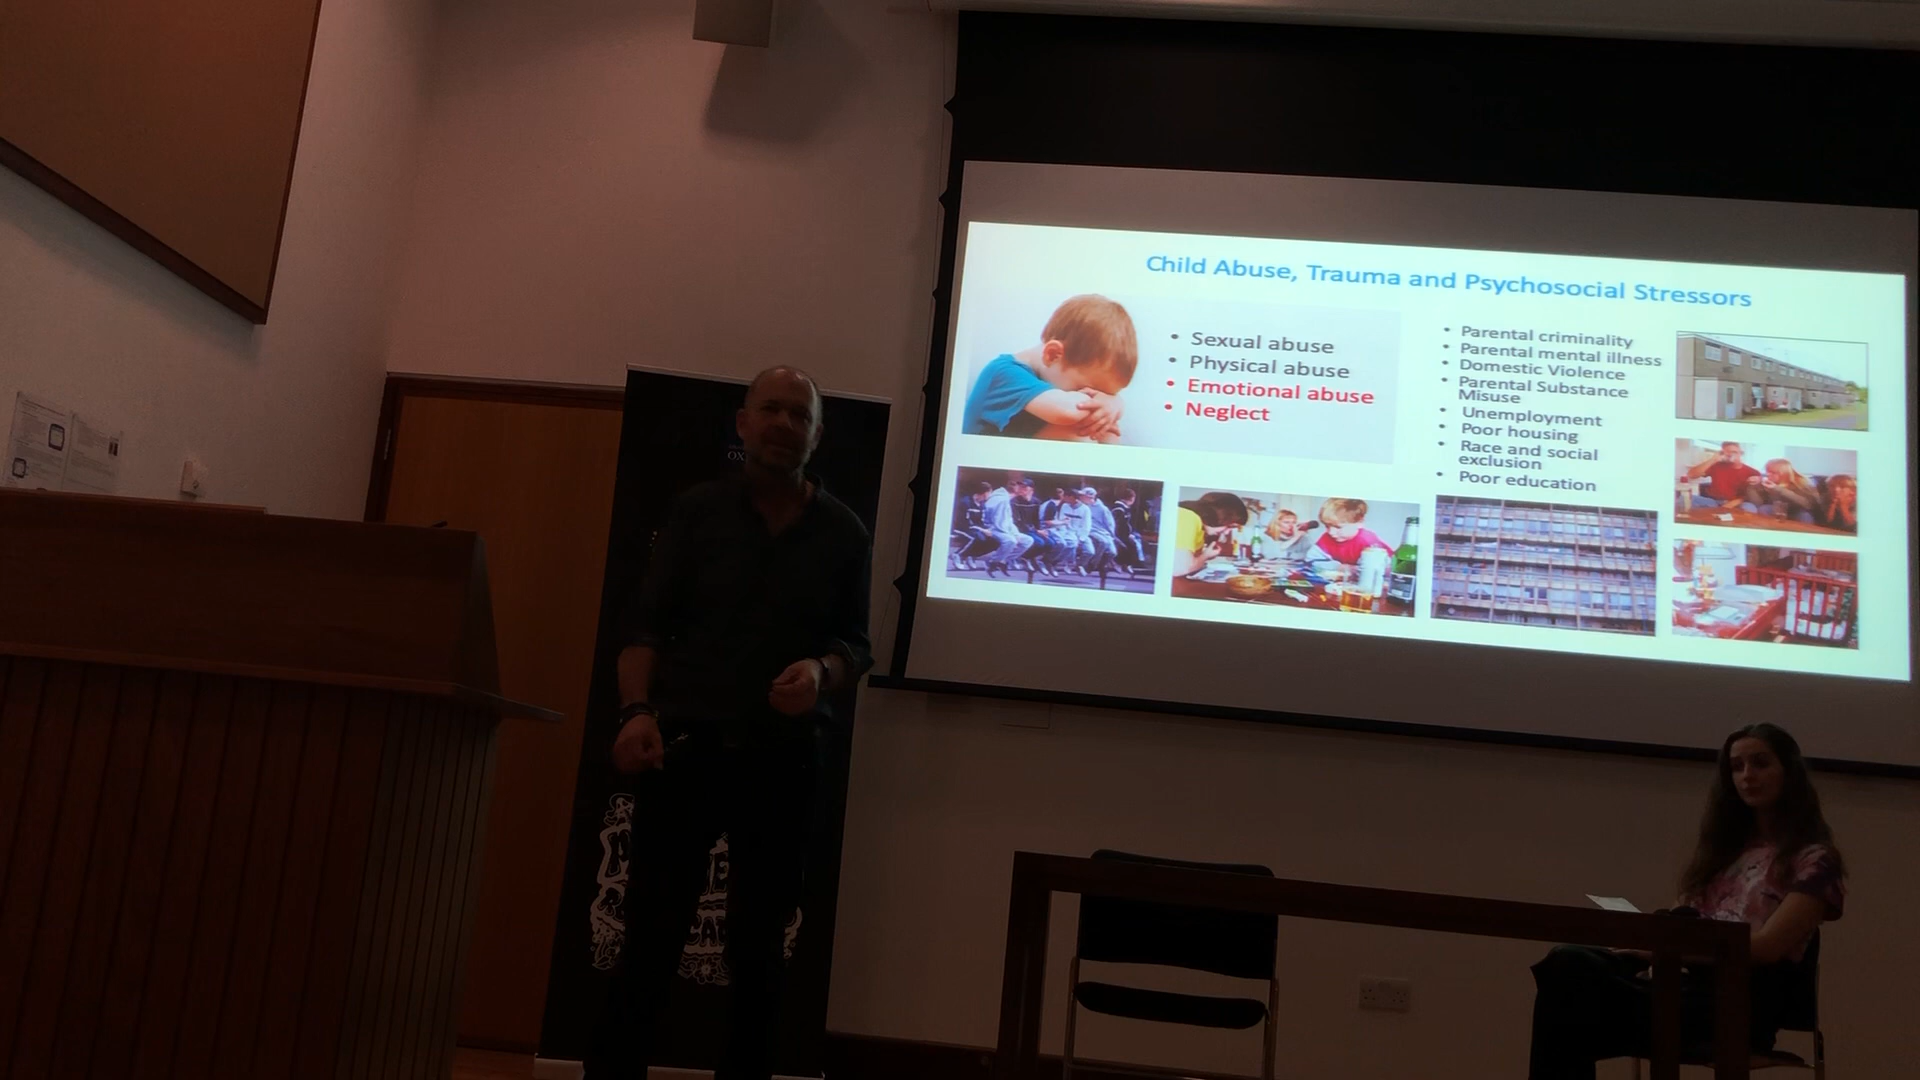 Child Abuse, Trauma and Psychosocial Stressors
• Sexual abuse
• Physical abuse
• Emotional abuse
• Neglect
• Parental criminality
• Parental mental illness
• Domestic Violence
• Parental Substance
Misuse
• Unemployment
• Poor housing
• Race and social
exclusion
• Poor education